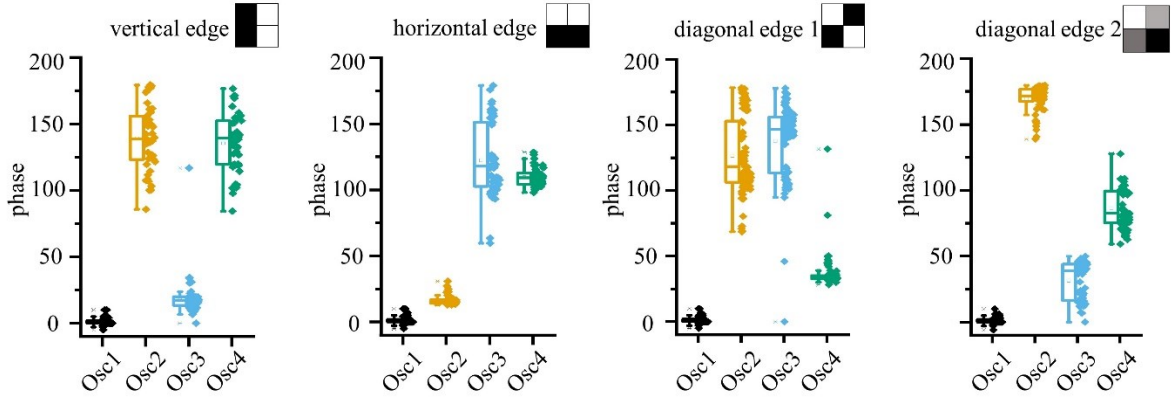 vertical edge
200
150
100
50
0
phase
Osc1
Osc2
Osc3
Osc4
horizontal edge
200
150
100
50
0
phase
Osc1
Osc2
Osc3
Osc4
diagonal edge 1
200
150
100
50
0
phase
Osc1
Osc2
Osc3
Osc4
diagonal edge 2
200
150
100
50
0
phase
Osc1
Osc2
Osc3
Osc4